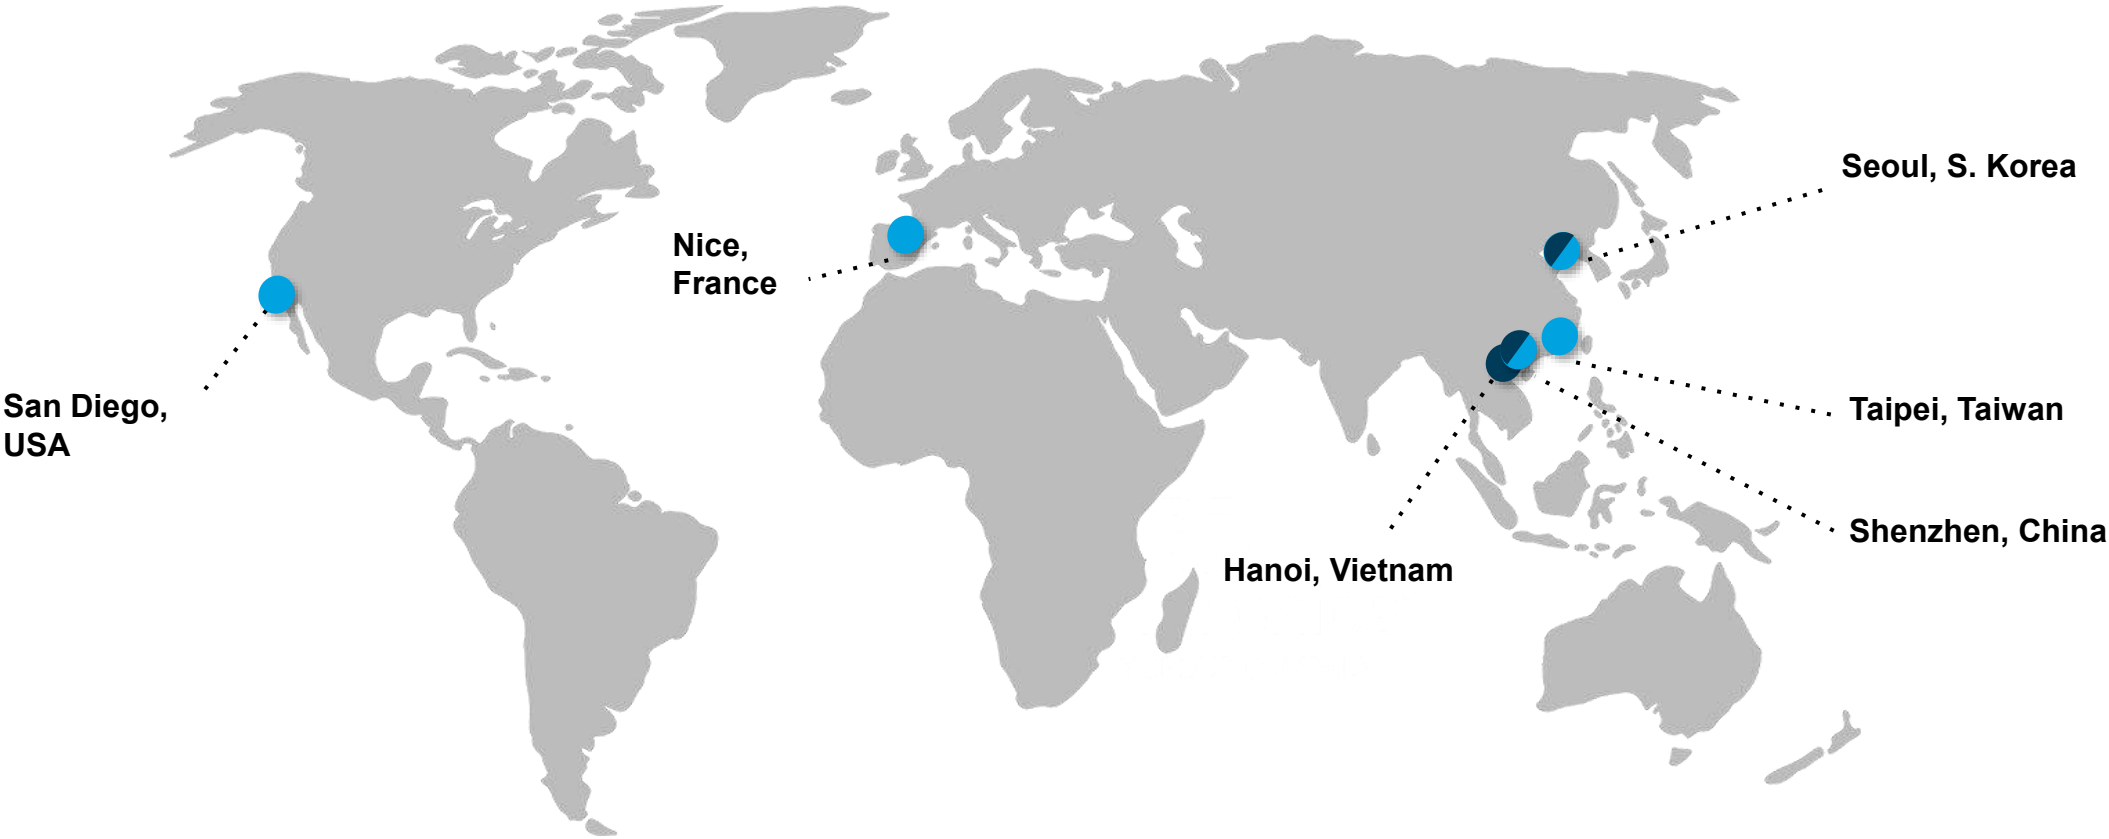 Seoul, S. Korea
Nice,
France
San Diego,
USA
Taipei, Taiwan
Shenzhen, China
Hanoi, Vietnam